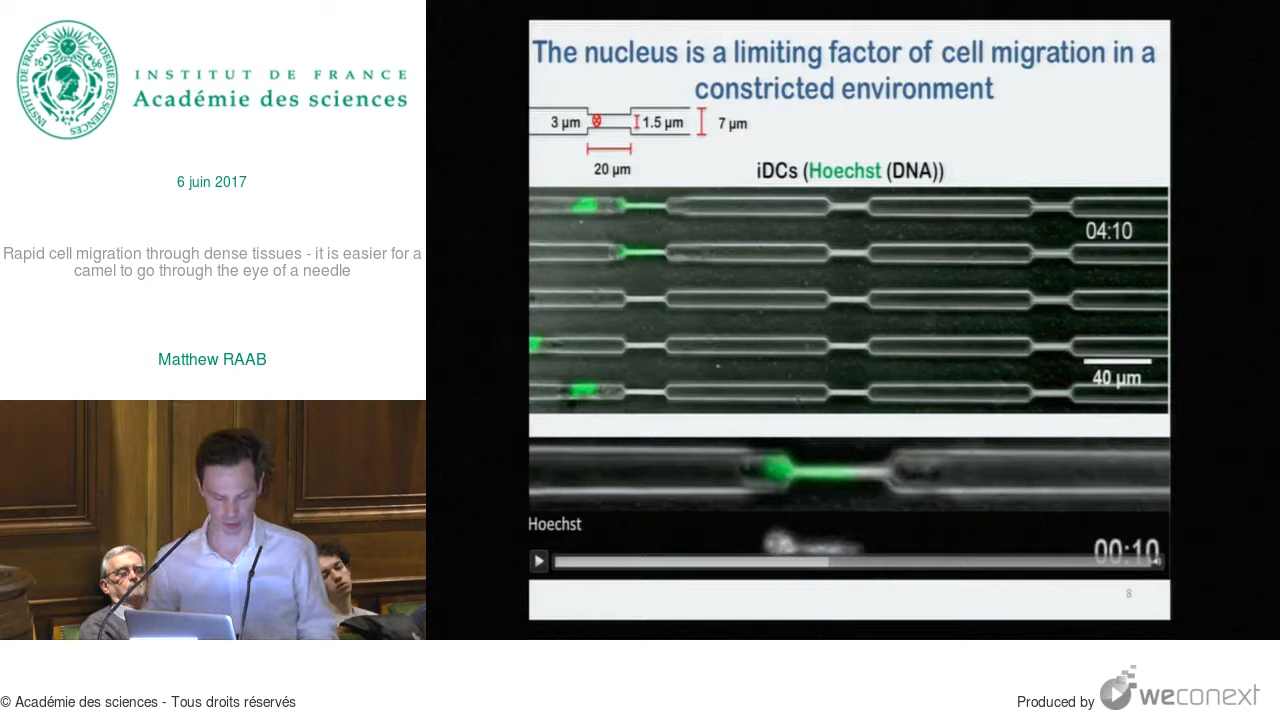 INSTITUT DE FRANCE
Académie des sciences
6 juin 2017
Rapid cell migration through dense tissues - it is easier for a
camel to go through the eye of a needle
Matthew RAAB
The nucleus is a limiting factor of cell migration in a
constricted environment
3 µm
1.5 µm
7 µm
20 µm
iDCs (Hoechst (DNA))
04:10
40 µm
Hoechst
00:10
8
© Académie des sciences - Tous droits réservés
Produced by weconext